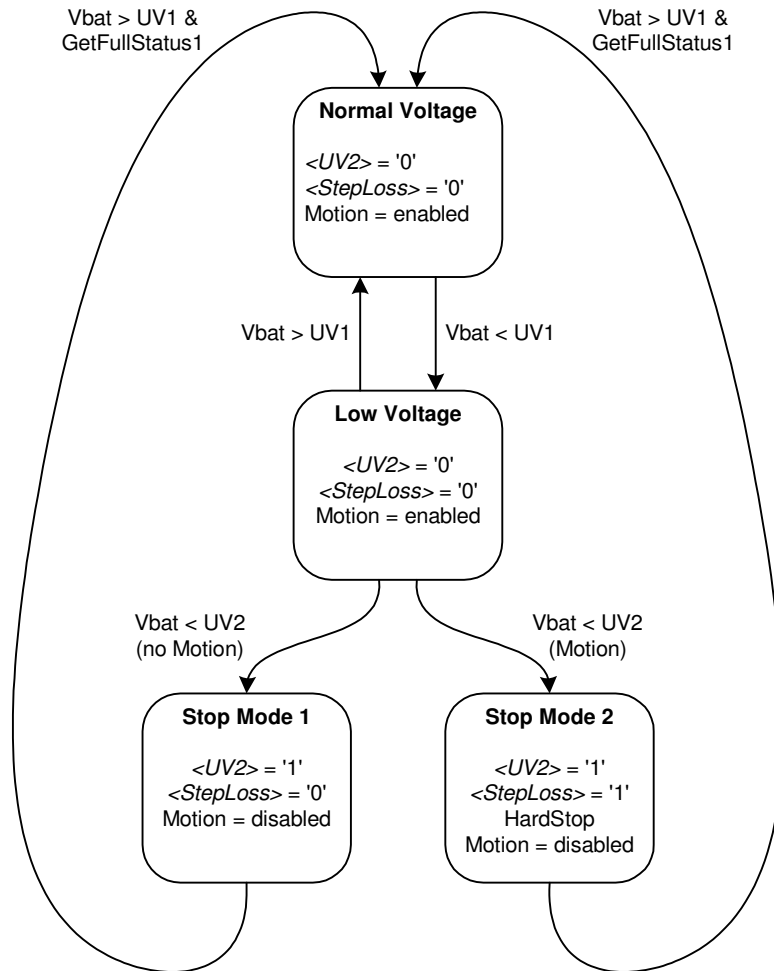 Vbat > UV1 &
GetFullStatus1
Vbat > UV1 &
GetFullStatus1
Normal Voltage
<UV2> = '0'
<StepLoss> = '0'
Motion = enabled
Vbat > UV1
Vbat < UV1
Low Voltage
<UV2> = '0'
<StepLoss> = '0'
Motion = enabled
Vbat < UV2
(no Motion)
Vbat < UV2
(Motion)
Stop Mode 1
<UV2> = '1'
<StepLoss> = '0'
Motion = disabled
Stop Mode 2
<UV2> = '1'
<StepLoss> = '1'
HardStop
Motion = disabled